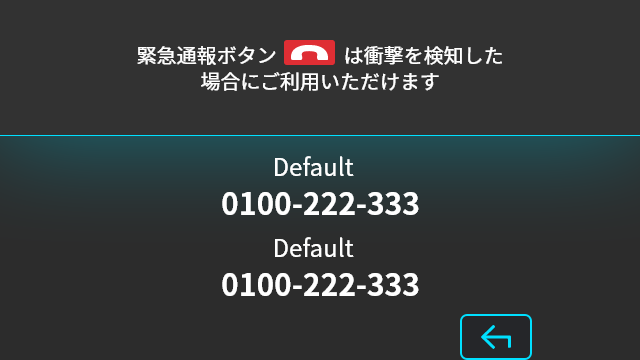 緊急通報ボタン は衝撃を検知した
場合にご利用いただけます
Default
0100-222-333
Default
0100-222-333